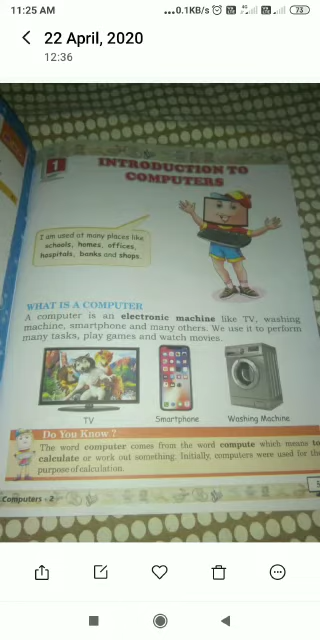 11:25 AM
...0.1KB/s
73
22 April, 2020
12:36
1
INTRODUCTION TO
COMPUTERS
I am used at many places like
schools, homes, offices,
hospitals, banks and shops.
WHAT IS A COMPUTER
A computer is an electronic machine like TV, washing
machine, smartphone and many others. We use it to perform
many tasks, play games and watch movies.
TV
Smartphone
Washing Machine
Do You Know ?
The word computer comes from the word compute which means to
calculate or work out something. Initially, computers were used for the
purpose of calculation.
Computers - 2